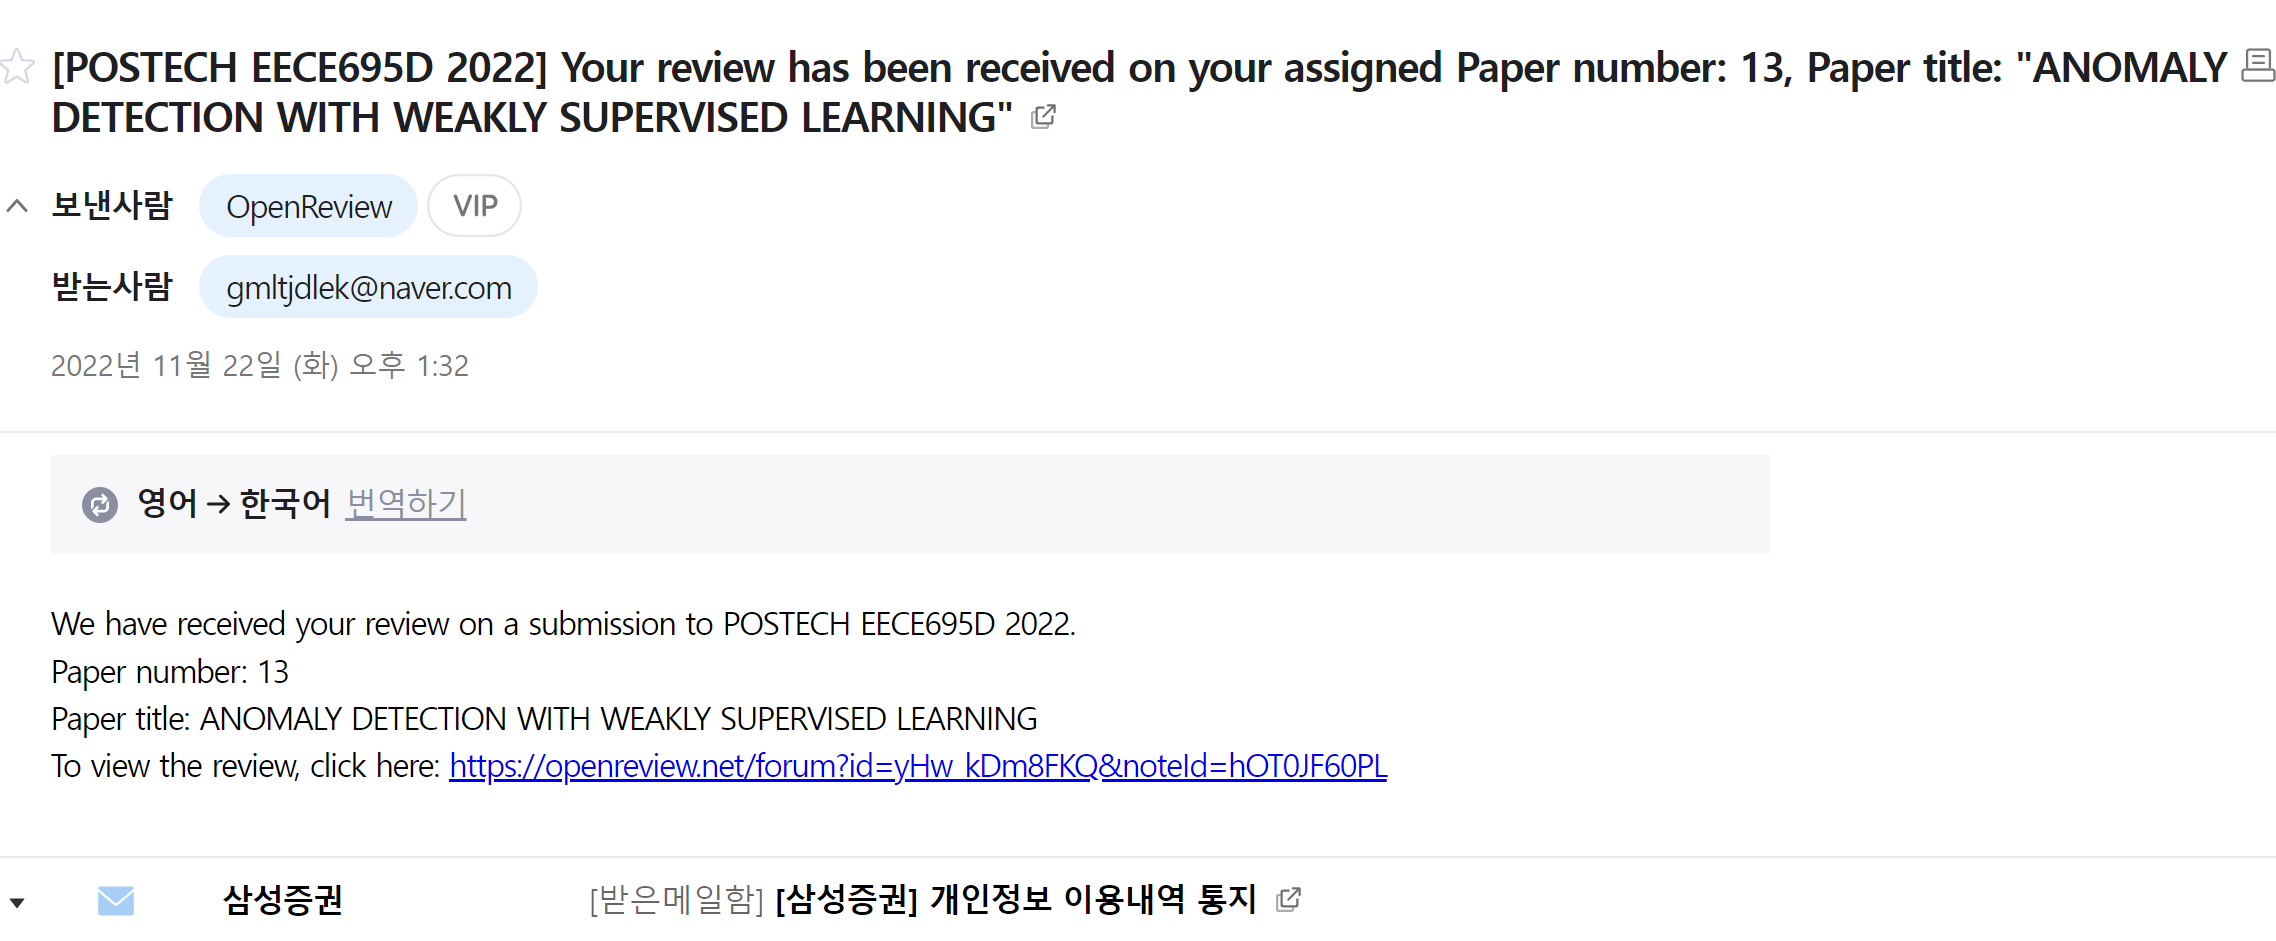 [POSTECH EECE695D 2022] Your review has been received on your assigned Paper number: 13, Paper title: "ANOMALY
DETECTION WITH WEAKLY SUPERVISED LEARNING"
보낸사람 OpenReview VIP
받는사람 gmltjdlek@naver.com
2022년 11월 22일 (화) 오후 1:32
영어 → 한국어 번역하기
We have received your review on a submission to POSTECH EECE695D 2022.
Paper number: 13
Paper title: ANOMALY DETECTION WITH WEAKLY SUPERVISED LEARNING
To view the review, click here: https://openreview.net/forum?id=yHw_kDm8FKQ&noteId=hOT0JF60PL
삼성증권 [받은메일함] [삼성증권] 개인정보 이용내역 통지